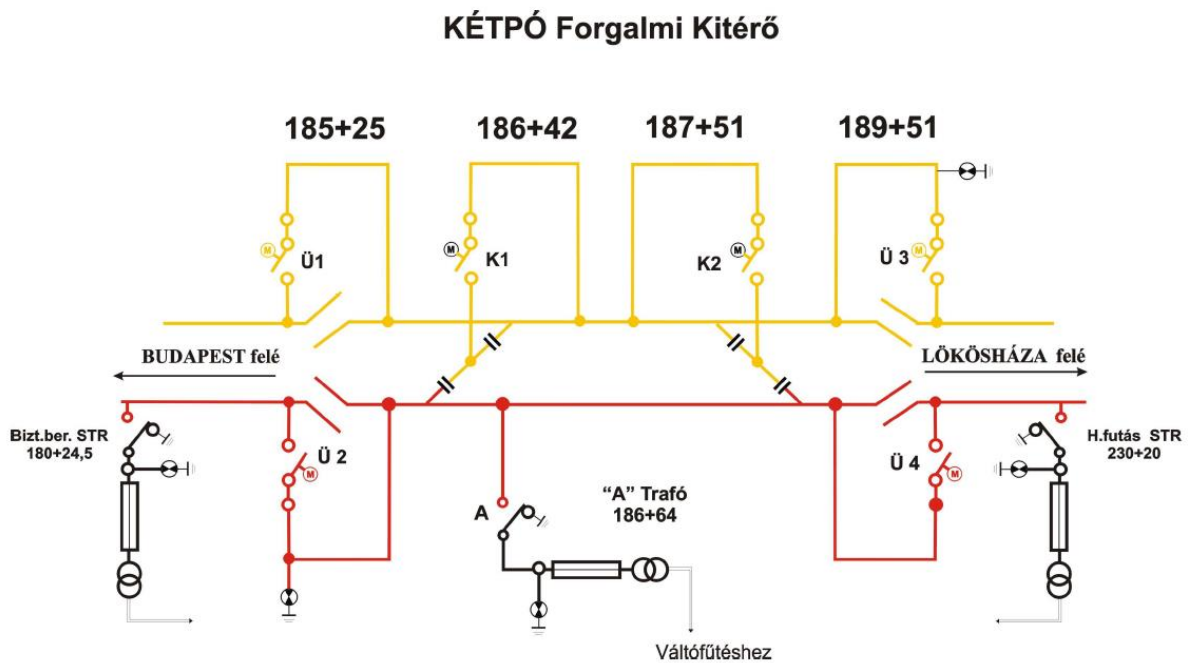 KÉTPÓ Forgalmi Kitérő
185+25
186+42
187+51
189+51
M
Ü1
M
K1
K2
M
Ü 3
M
BUDAPEST felé
LÖKÖSHÁZA felé
Bizt.ber. STR
180+24,5
Ü 2
M
A
“A” Trafó
186+64
Ü 4
M
H.futás STR
230+20
Váltófűtéshez